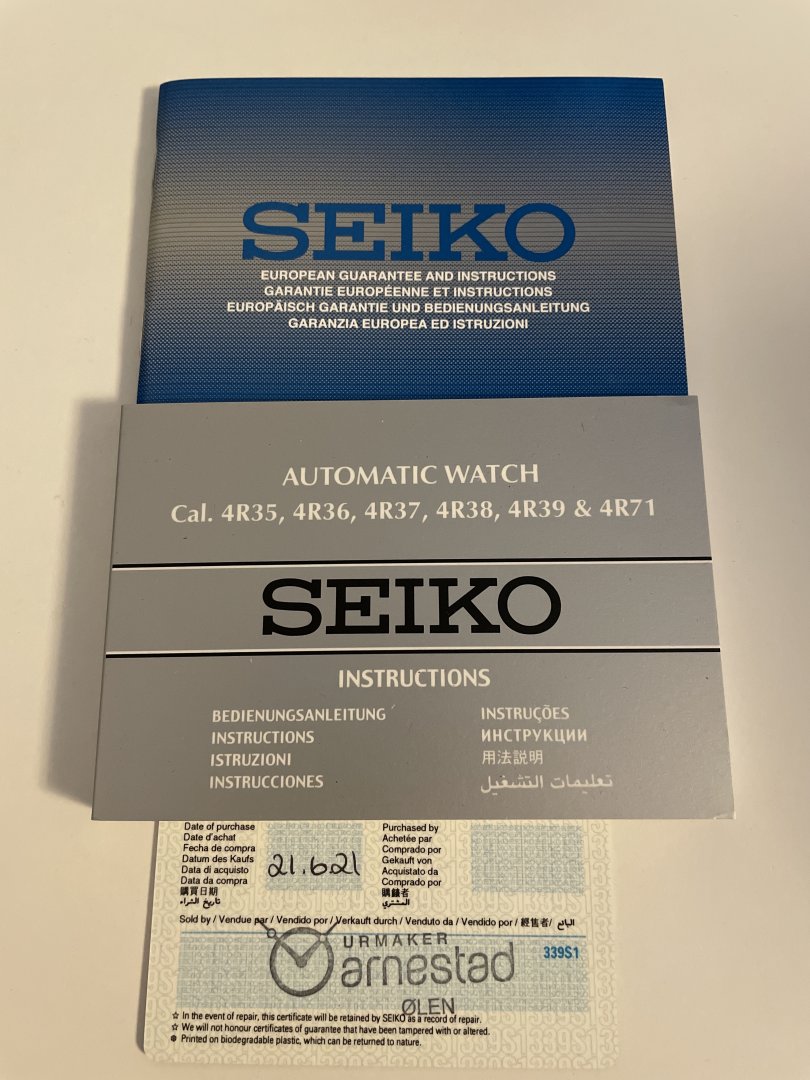 SEIKO
EUROPEAN GUARANTEE AND INSTRUCTIONS
GARANTIE EUROPÉENNE ET INSTRUCTIONS
EUROPÄISCH GARANTIE UND BEDIENUNGSANLEITUNG
GARANZIA EUROPEA ED ISTRUZIONI
AUTOMATIC WATCH
Cal. 4R35, 4R36, 4R37, 4R38, 4R39 & 4R71
SEIKO
INSTRUCTIONS
BEDIENUNGSANLEITUNG
INSTRUCTIONS
ISTRUZIONI
INSTRUCCIONES
INSTRUÇÕES
ИНСТРУКЦИИ
用法説明
تعليمات التشغيل
Date of purchase
Date d'achat
Fecha de compra
Datum des Kaufs
Data di acquisto
Data da compra
購買日期
تاريخ الشراء
21.6.21
Purchased by
Achetée par
Comprado por
Gekauft von
Acquistato da
Comprado por
購錶者
المشتري
Sold by / Vendue par / Vendido por / Verkauft durch / Venduto da / Vendido por / 經售者 / البائع
URMAKER
arnestad
ØLEN
339S1
☆ In the event of repair, this certificate will be retained by SEIKO as a record of repair.
☆ We will not honour certificates of guarantee that have been tampered with or altered.
Printed on biodegradable plastic, which can be returned to nature.